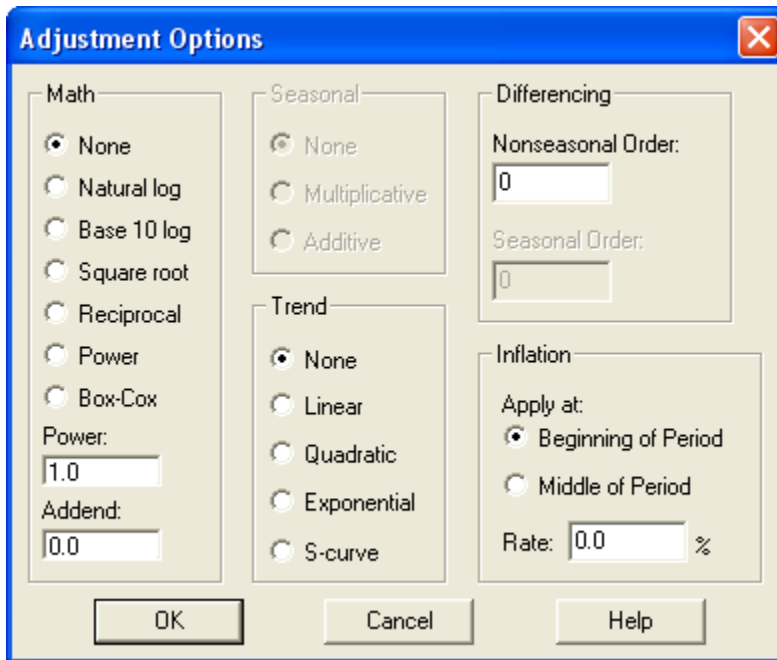 Adjustment Options
Math
None
Natural log
Base 10 log
Square root
Reciprocal
Power
Box-Cox
Power:
1.0
Addend:
0.0
Seasonal
None
Multiplicative
Additive
Trend
None
Linear
Quadratic
Exponential
S-curve
Differencing
Nonseasonal Order:
0
Seasonal Order:
0
Inflation
Apply at:
Beginning of Period
Middle of Period
Rate: 0.0 %
OK
Cancel
Help